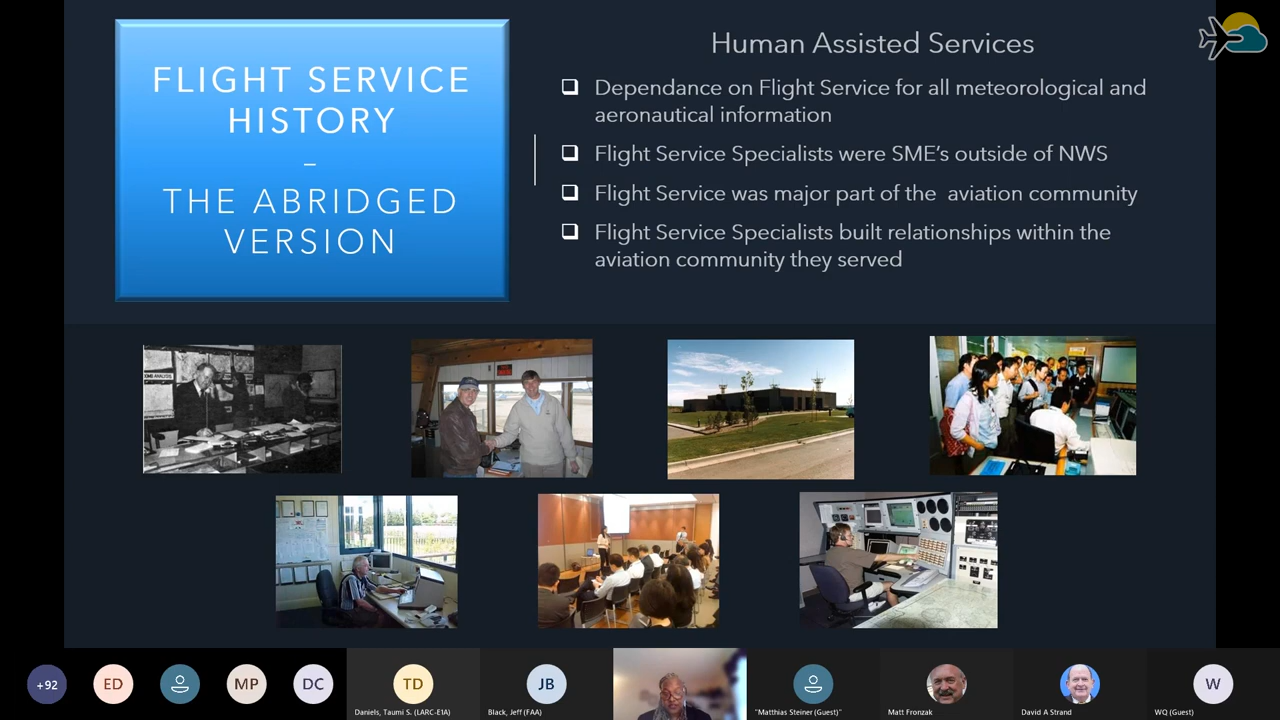 FLIGHT SERVICE
HISTORY
–
THE ABRIDGED
VERSION
Human Assisted Services
Dependance on Flight Service for all meteorological and
aeronautical information
Flight Service Specialists were SME's outside of NWS
Flight Service was major part of the aviation community
Flight Service Specialists built relationships within the
aviation community they served
+92
ED
MP
DC
TD
Daniels, Taumi S. (LARC-E1A)
JB
Black, Jeff (FAA)
"Matthias Steiner (Guest)"
Matt Fronzak
David A Strand
W
WQ (Guest)